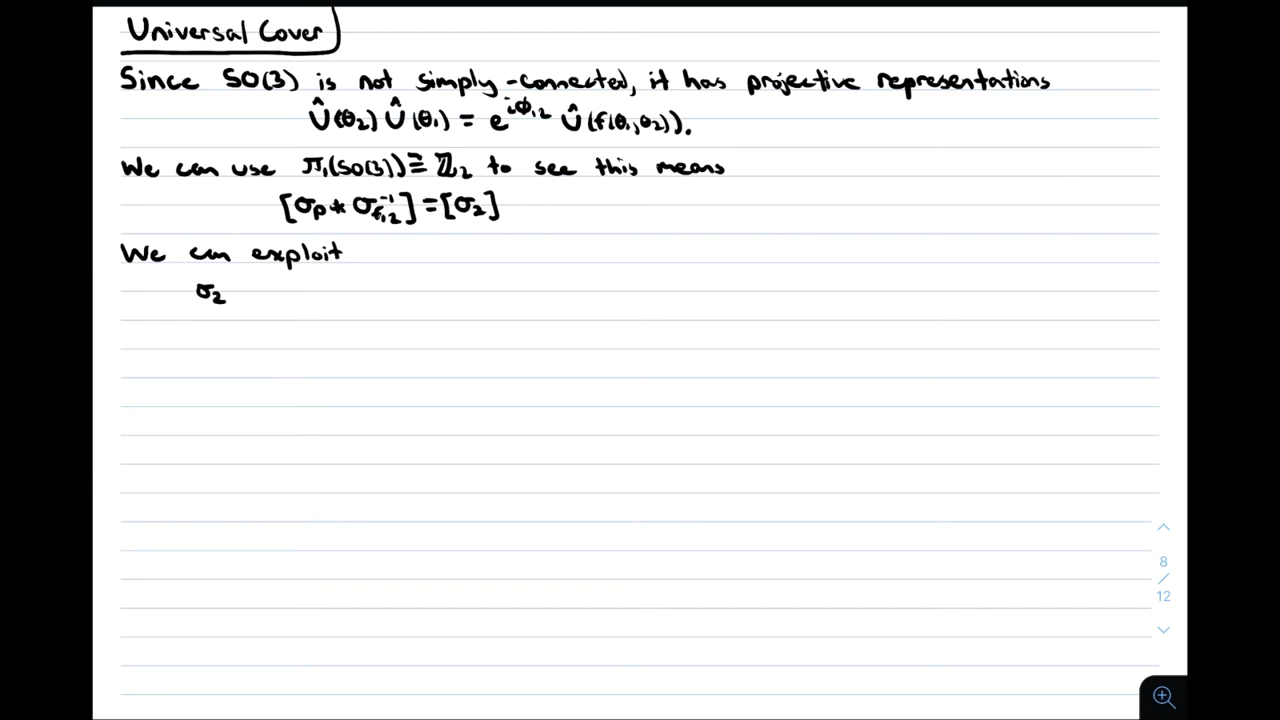 Universal Cover
Since SO(3) is not simply-connected, it has projective representations
Û(θ₂)Û(θ₁) = e^{iϕ₁₂} Û(f(θ₁,θ₂)).
We can use π₁(SO(3)) ≅ ℤ₂ to see this means
[σ_P * σ_{f₁₂}^{-1}] = [σ₂]
We can exploit
σ₂
8
/
12